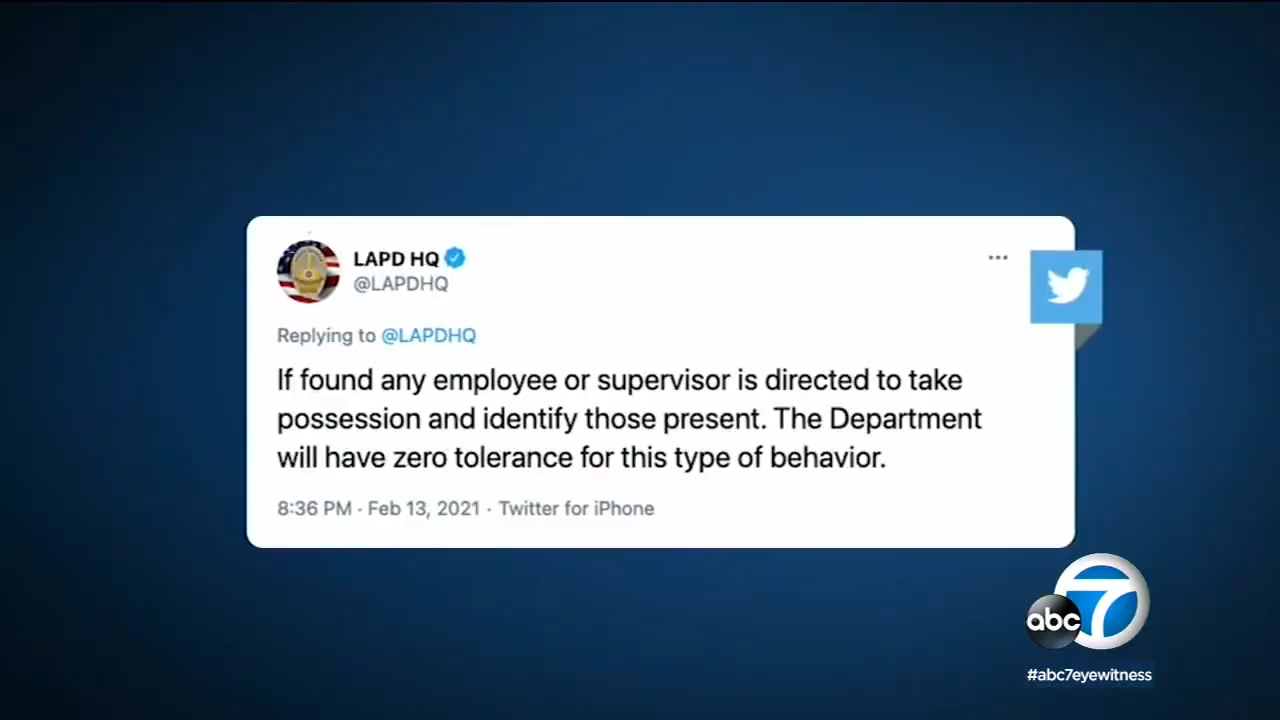 LAPD HQ
@LAPDHQ
...
Replying to @LAPDHQ
If found any employee or supervisor is directed to take
possession and identify those present. The Department
will have zero tolerance for this type of behavior.
8:36 PM · Feb 13, 2021 · Twitter for iPhone
abc 7
#abc7eyewitness